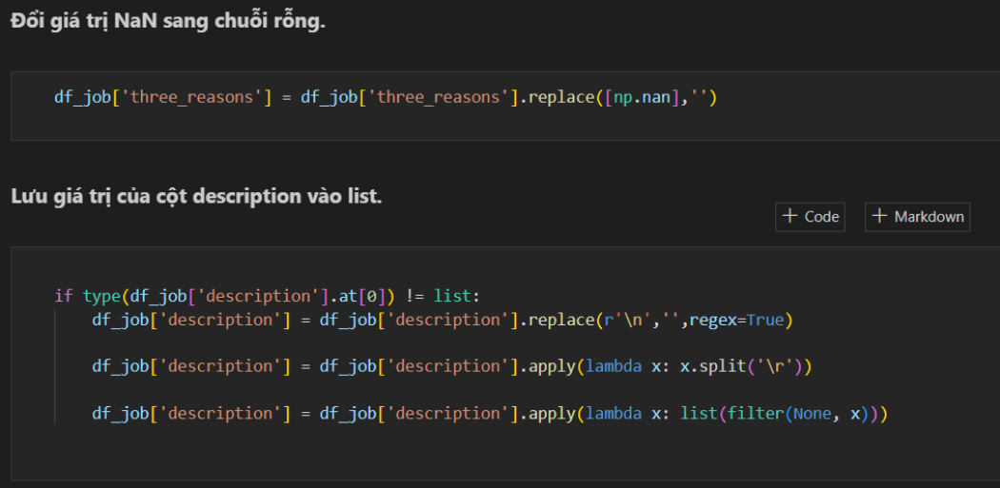 Đổi giá trị NaN sang chuỗi rỗng.
df_job['three_reasons'] = df_job['three_reasons'].replace([np.nan],'')
Lưu giá trị của cột description vào list.
+ Code + Markdown
if type(df_job['description'].at[0]) != list:
    df_job['description'] = df_job['description'].replace(r'\n','',regex=True)
    df_job['description'] = df_job['description'].apply(lambda x: x.split('\r'))
    df_job['description'] = df_job['description'].apply(lambda x: list(filter(None, x)))